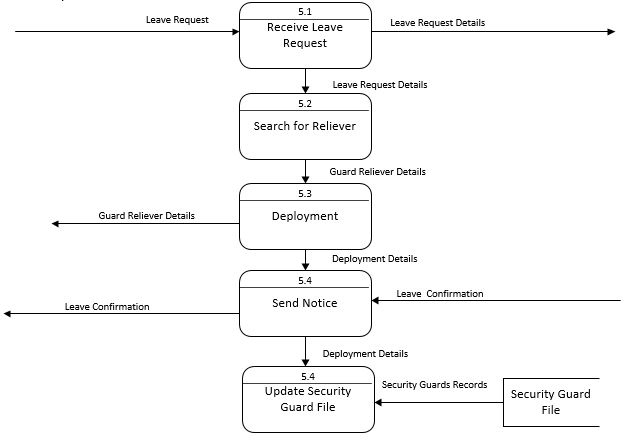 5.1
Leave Request
Receive Leave
Request
Leave Request Details
Leave Request Details
5.2
Search for Reliever
Guard Reliever Details
5.3
Guard Reliever Details
Deployment
Deployment Details
5.4
Leave Confirmation
Send Notice
Leave Confirmation
Deployment Details
5.4
Update Security
Guard File
Security Guards Records
Security Guard
File